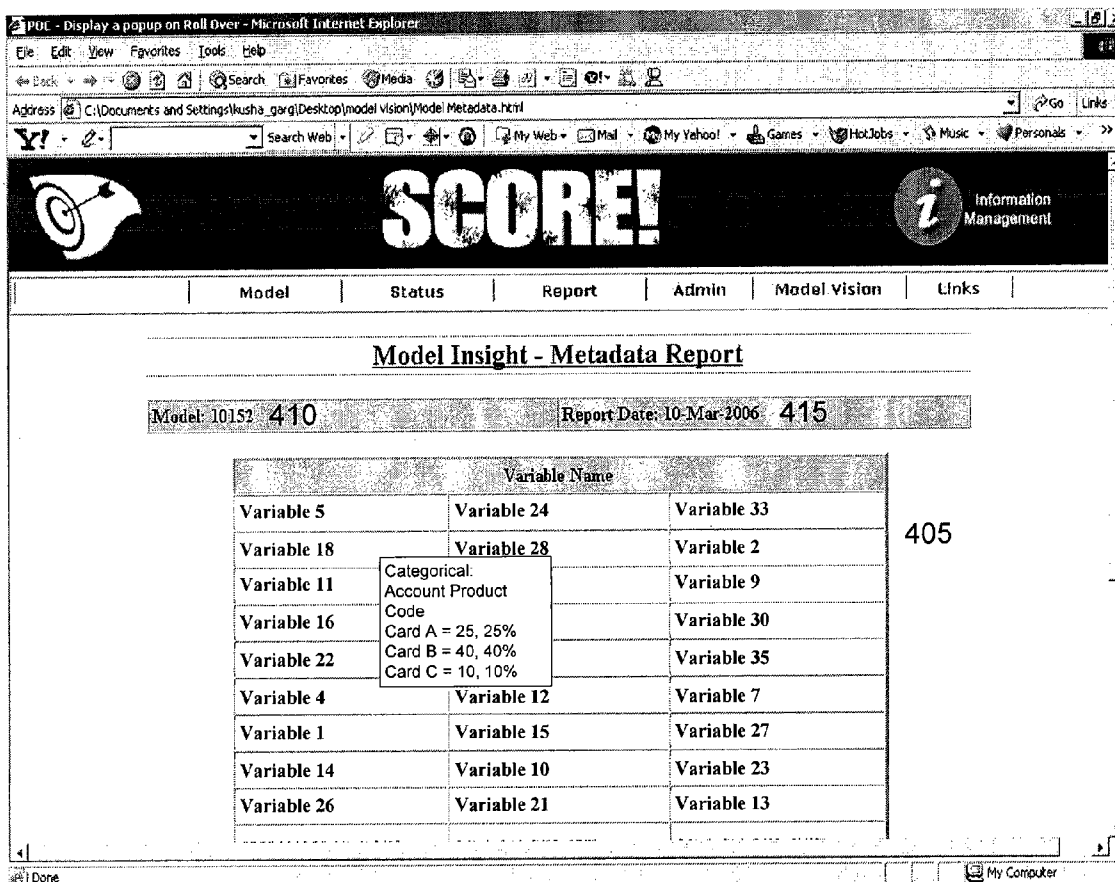 POC - Display a popup on Roll Over - Microsoft Internet Explorer
File Edit View Favorites Tools Help
Back Search Favorites Media
Address C:\Documents and Settings\kusha_garg\Desktop\model vision\Model Metadata.html Go Links
Y! Search Web My Web Mail My Yahoo! Games HotJobs Music Personals »
SCORE!
i Information
Management
Model Status Report Admin Model Vision Links
Model Insight - Metadata Report
Model: 10152 410 Report Date: 10-Mar-2006 415
Variable Name
Variable 5 Variable 24 Variable 33
405
Variable 18 Variable 28 Variable 2
Variable 11 Variable 9
Variable 16 Variable 30
Variable 22 Variable 35
Categorical:
Account Product
Code
Card A = 25, 25%
Card B = 40, 40%
Card C = 10, 10%
Variable 4 Variable 12 Variable 7
Variable 1 Variable 15 Variable 27
Variable 14 Variable 10 Variable 23
Variable 26 Variable 21 Variable 13
Done My Computer